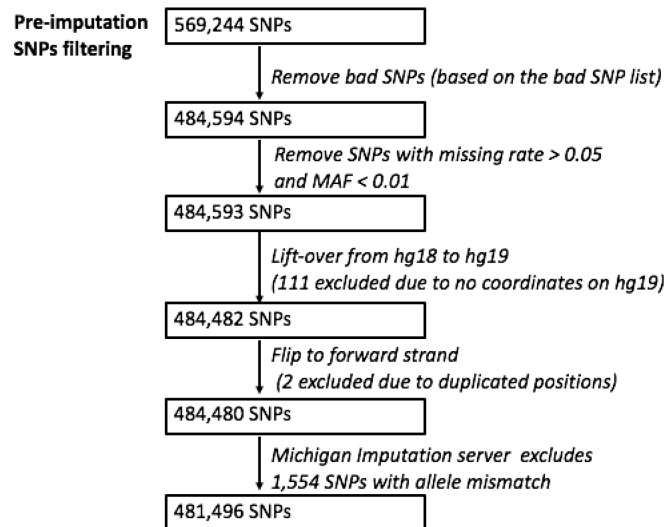 Pre-imputation
SNPs filtering
569,244 SNPs
Remove bad SNPs (based on the bad SNP list)
484,594 SNPs
Remove SNPs with missing rate > 0.05
and MAF < 0.01
484,593 SNPs
Lift-over from hg18 to hg19
(111 excluded due to no coordinates on hg19)
484,482 SNPs
Flip to forward strand
(2 excluded due to duplicated positions)
484,480 SNPs
Michigan Imputation server excludes
1,554 SNPs with allele mismatch
481,496 SNPs